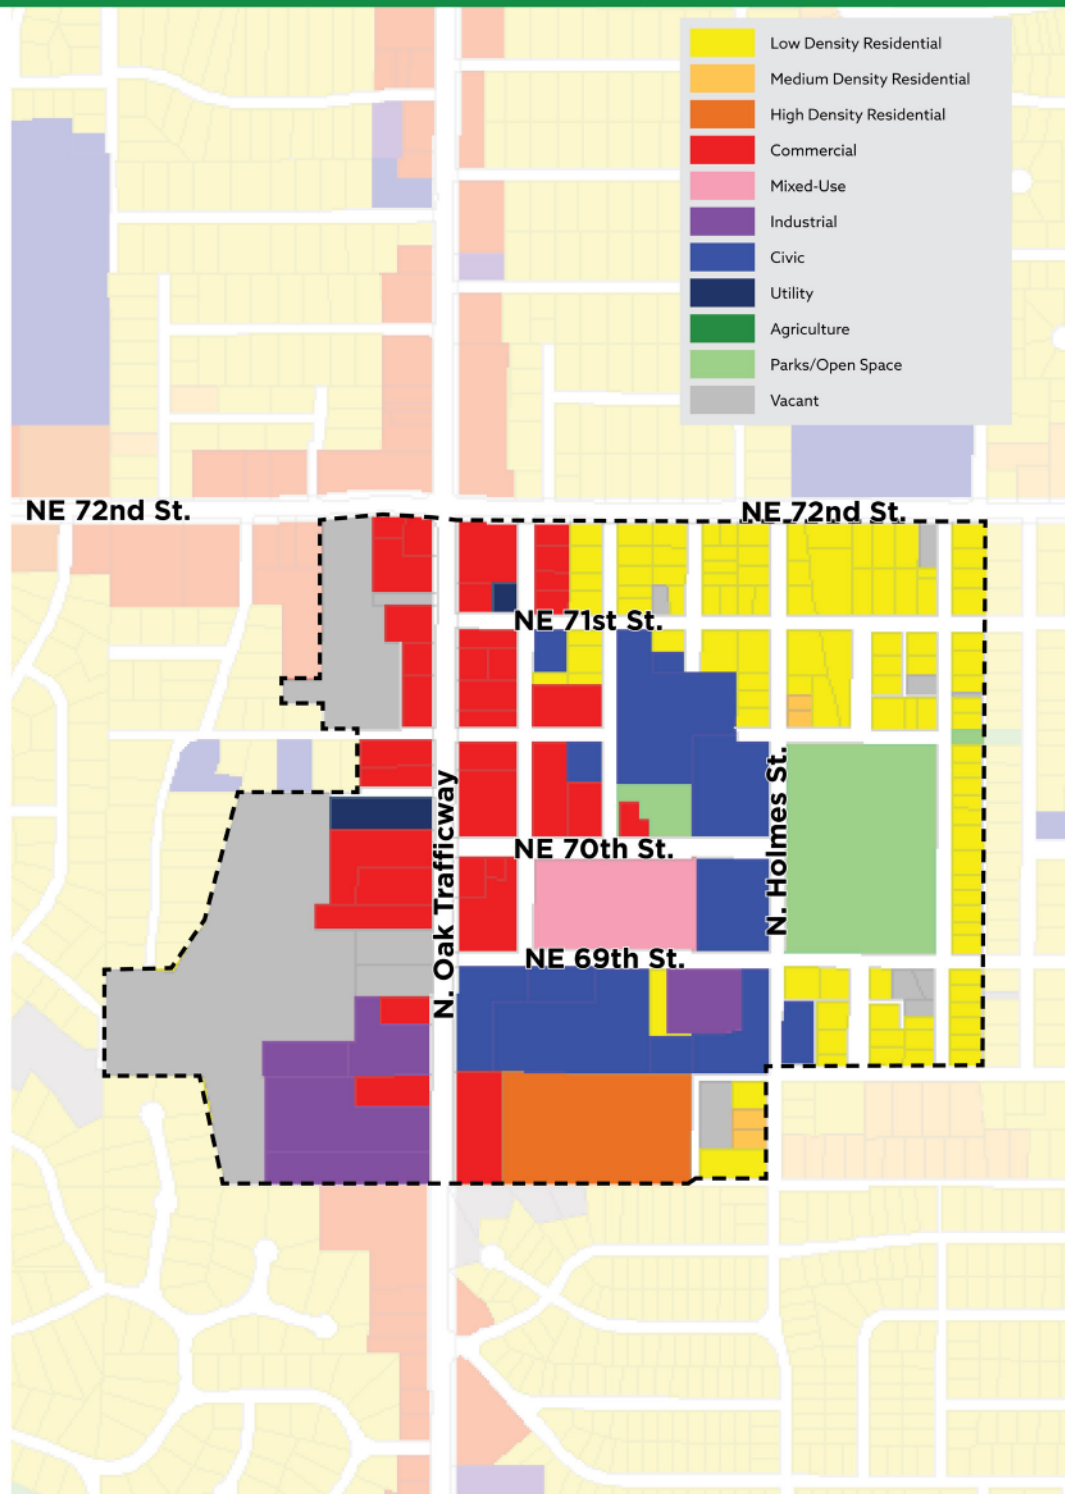 Low Density Residential
Medium Density Residential
High Density Residential
Commercial
Mixed-Use
Industrial
Civic
Utility
Agriculture
Parks/Open Space
Vacant
NE 72nd St.
NE 72nd St.
NE 71st St.
N. Oak Trafficway
N. Holmes St.
NE 70th St.
NE 69th St.